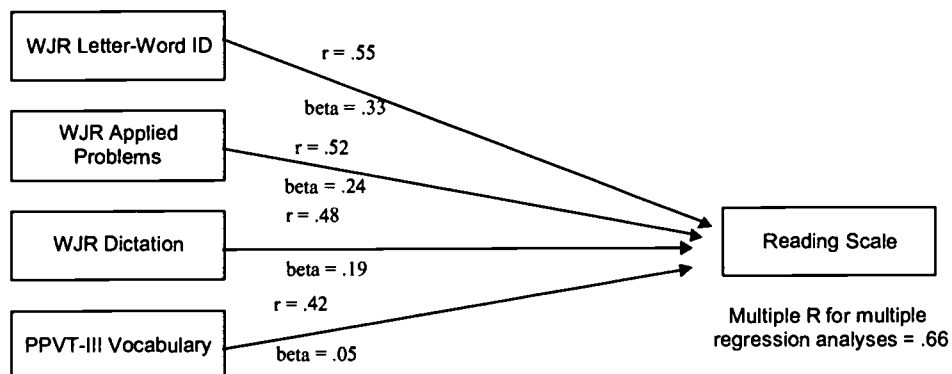 WJR Letter-Word ID
r = .55
beta = .33
WJR Applied
Problems
r = .52
beta = .24
WJR Dictation
r = .48
beta = .19
PPVT-III Vocabulary
r = .42
beta = .05
Reading Scale
Multiple R for multiple
regression analyses = .66